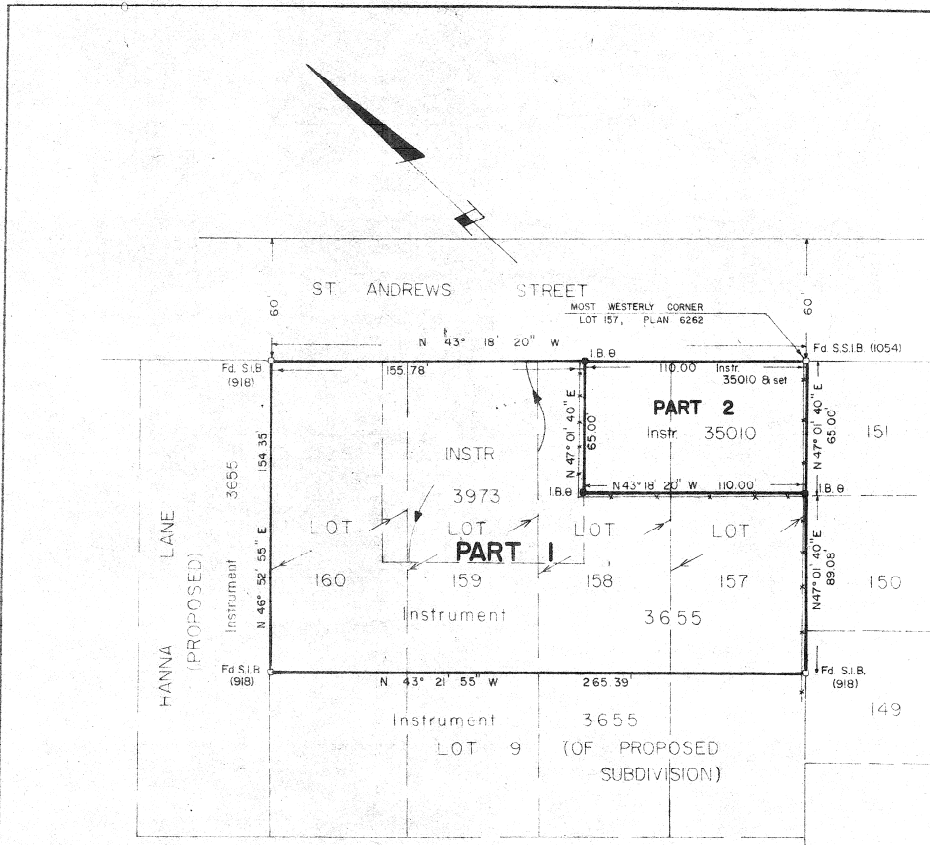 ST. ANDREWS STREET
60'
60'
MOST WESTERLY CORNER
LOT 157, PLAN 6262
N 43° 18' 20" W
I.B. θ
Fd. S.S.I.B. (1054)
Fd. S.I.B.
(918)
155.78'
110.00' Instr.
35010 & set
N 47° 01' 40" E
65.00'
PART 2
Instr. 35010
N 47° 01' 40" E
65.00'
151
INSTR
3973
HANNA LANE
(PROPOSED)
Instrument 3655
154.35'
N 46° 52' 55" E
I.B. θ
N 43° 18' 20" W 110.00'
I.B. θ
LOT LOT LOT LOT
PART 1
160 159 158 157
150
N 47° 01' 40" E
89.08'
Instrument 3655
Fd. S.I.B.
(918)
N 43° 21' 55" W 265.39'
Fd. S.I.B.
(918)
149
Instrument 3655
LOT 9 (OF PROPOSED
SUBDIVISION)